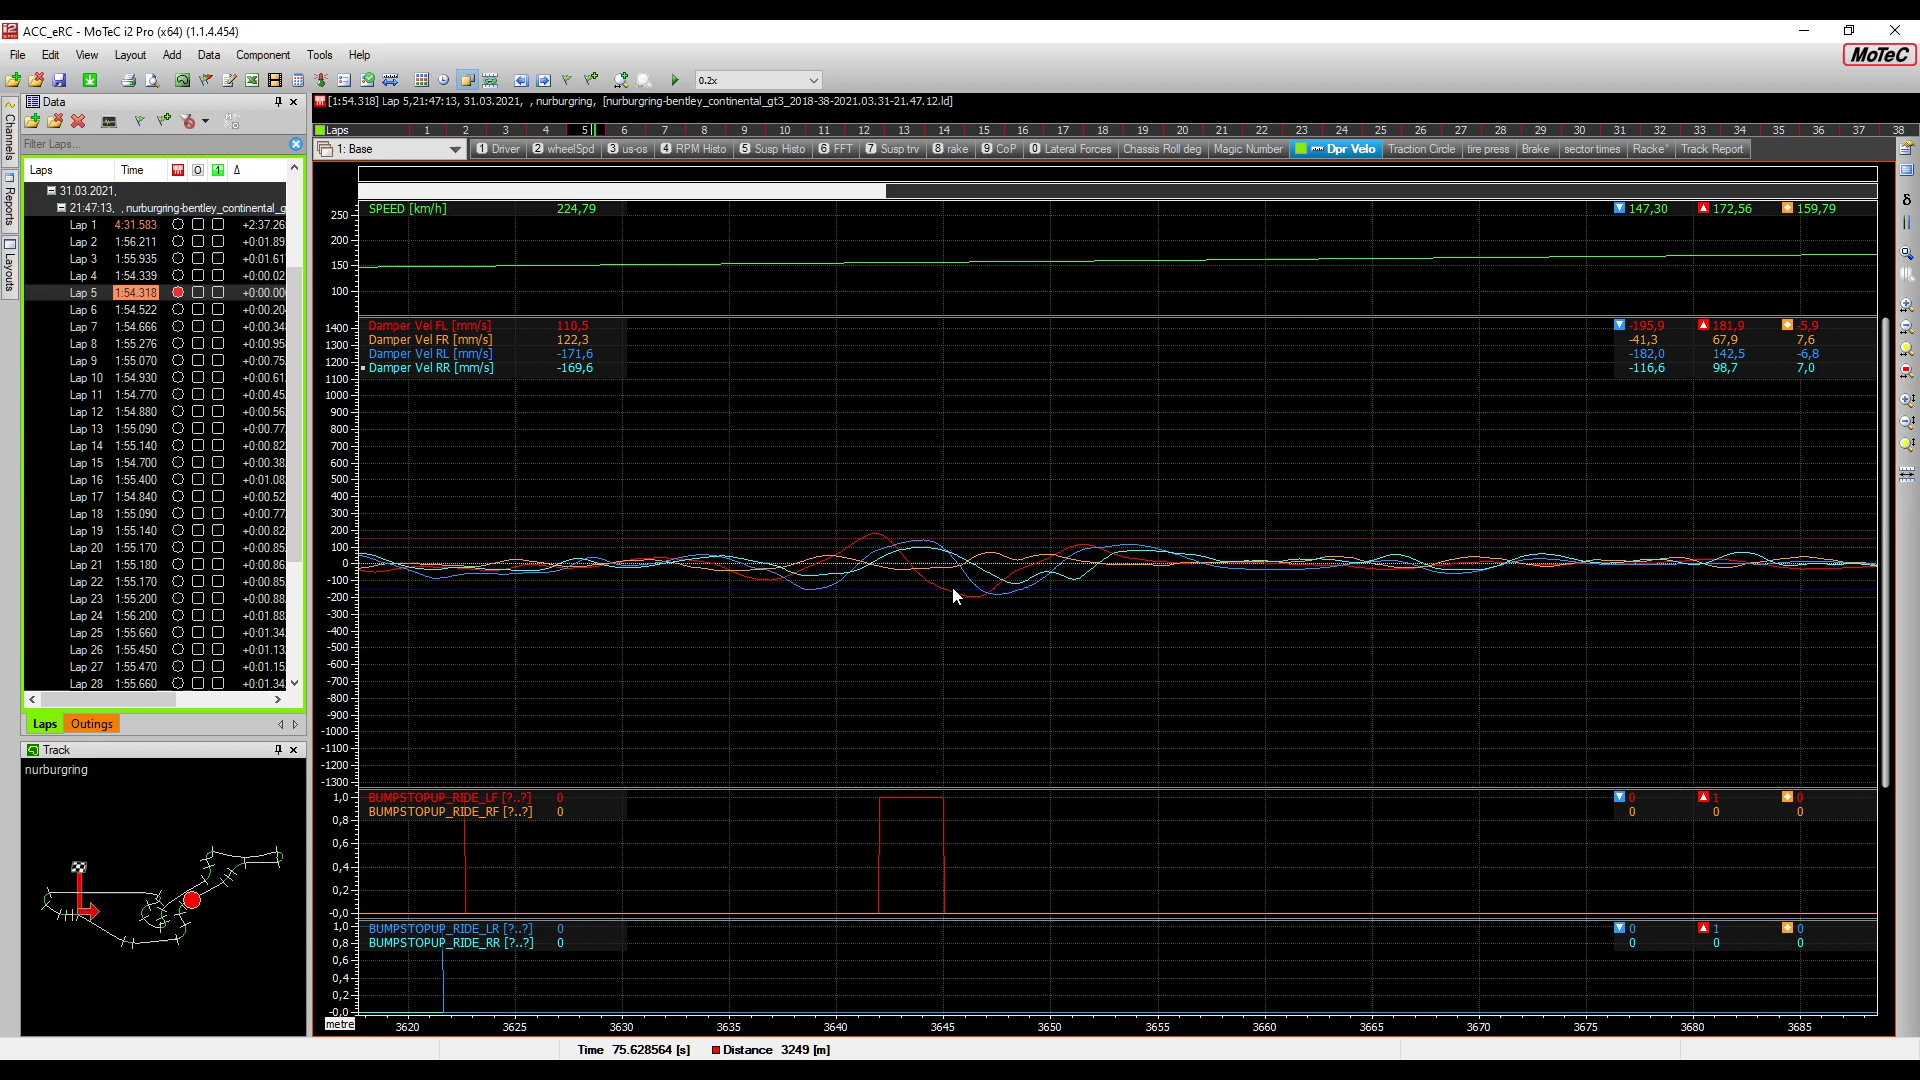 ACC_eRC - MoTeC i2 Pro (x64) (1.1.4.454)
File Edit View Layout Add Data Component Tools Help
MoTeC
0.2x
Data
[1:54.318] Lap 5,21:47:13, 31.03.2021, , nurburgring, [nurburgring-bentley_continental_gt3_2018-38-2021.03.31-21.47.12.ld]
Laps 1 2 3 4 5 6 7 8 9 10 11 12 13 14 15 16 17 18 19 20 21 22 23 24 25 26 27 28 29 30 31 32 33 34 35 36 37 38
1: Base 1 Driver 2 wheelSpd 3 us-os 4 RPM Histo 5 Susp Histo 6 FFT 7 Susp trv 8 rake 9 CoP 0 Lateral Forces Chassis Roll deg Magic Number Dpr Velo Traction Circle tire press Brake sector times Racke" Track Report
Channels
Reports
Layouts
Filter Laps...
Laps Time M O 1 Δ
31.03.2021,
21:47:13, , nurburgring-bentley_continental_g
Lap 1 4:31.583 +2:37.26
Lap 2 1:56.211 +0:01.89
Lap 3 1:55.935 +0:01.61
Lap 4 1:54.339 +0:00.02
Lap 5 1:54.318 +0:00.00
Lap 6 1:54.522 +0:00.20
Lap 7 1:54.666 +0:00.34
Lap 8 1:55.276 +0:00.95
Lap 9 1:55.070 +0:00.75
Lap 10 1:54.930 +0:00.61
Lap 11 1:54.770 +0:00.45
Lap 12 1:54.880 +0:00.56
Lap 13 1:55.090 +0:00.77
Lap 14 1:55.140 +0:00.82
Lap 15 1:54.700 +0:00.38
Lap 16 1:55.400 +0:01.08
Lap 17 1:54.840 +0:00.52
Lap 18 1:55.090 +0:00.77
Lap 19 1:55.140 +0:00.82
Lap 20 1:55.170 +0:00.85
Lap 21 1:55.180 +0:00.86
Lap 22 1:55.170 +0:00.85
Lap 23 1:55.200 +0:00.88
Lap 24 1:56.200 +0:01.88
Lap 25 1:55.660 +0:01.34
Lap 26 1:55.450 +0:01.13
Lap 27 1:55.470 +0:01.15
Lap 28 1:55.660 +0:01.34
Laps Outings
Track
nurburgring
SPEED [km/h] 224,79 147,30 172,56 159,79
250
200
150
100
Damper Vel FL [mm/s] 110,5 -195,9 181,9 -5,9
Damper Vel FR [mm/s] 122,3 -41,3 67,9 7,6
Damper Vel RL [mm/s] -171,6 -182,0 142,5 -6,8
Damper Vel RR [mm/s] -169,6 -116,6 98,7 7,0
1400
1300
1200
1100
1000
900
800
700
600
500
400
300
200
100
0
-100
-200
-300
-400
-500
-600
-700
-800
-900
-1000
-1100
-1200
-1300
BUMPSTOPUP_RIDE_LF [?..?] 0 0 1 0
BUMPSTOPUP_RIDE_RF [?..?] 0 0 0 0
1,0
0,8
0,6
0,4
0,2
-0,0
BUMPSTOPUP_RIDE_LR [?..?] 0 0 1 0
BUMPSTOPUP_RIDE_RR [?..?] 0 0 0 0
1,0
0,8
0,6
0,4
0,2
-0,0
metre 3620 3625 3630 3635 3640 3645 3650 3655 3660 3665 3670 3675 3680 3685
Time 75.628564 [s] Distance 3249 [m]